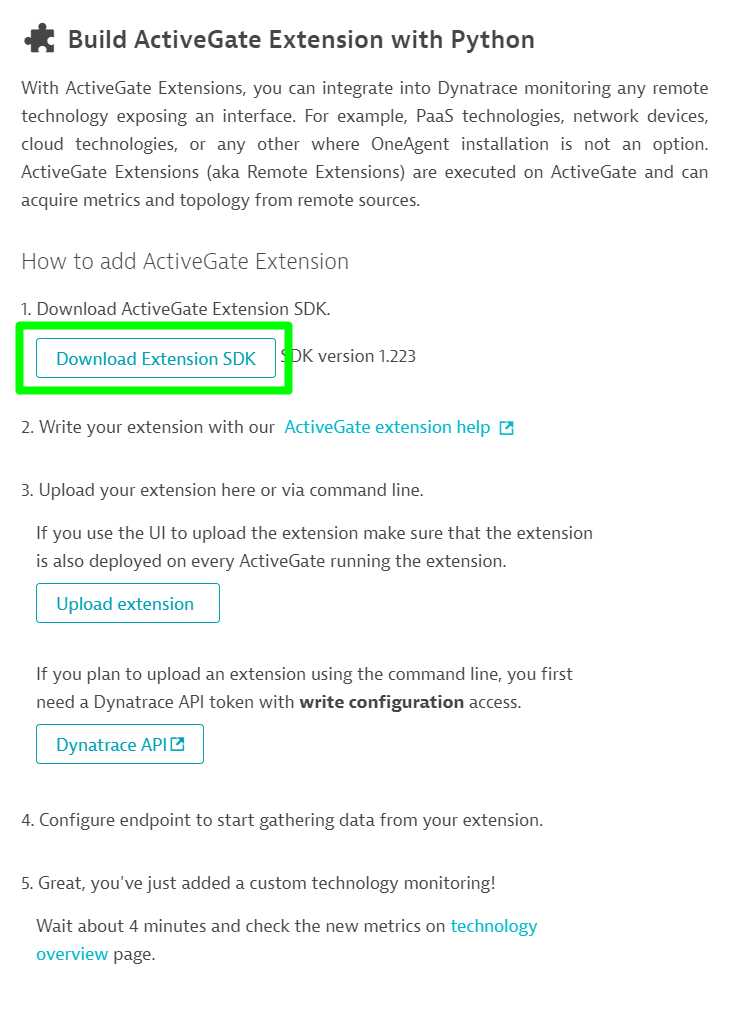 Build ActiveGate Extension with Python
With ActiveGate Extensions, you can integrate into Dynatrace monitoring any remote
technology exposing an interface. For example, PaaS technologies, network devices,
cloud technologies, or any other where OneAgent installation is not an option.
ActiveGate Extensions (aka Remote Extensions) are executed on ActiveGate and can
acquire metrics and topology from remote sources.
How to add ActiveGate Extension
1. Download ActiveGate Extension SDK.
Download Extension SDK SDK version 1.223
2. Write your extension with our ActiveGate extension help
3. Upload your extension here or via command line.
If you use the UI to upload the extension make sure that the extension
is also deployed on every ActiveGate running the extension.
Upload extension
If you plan to upload an extension using the command line, you first
need a Dynatrace API token with write configuration access.
Dynatrace API
4. Configure endpoint to start gathering data from your extension.
5. Great, you've just added a custom technology monitoring!
Wait about 4 minutes and check the new metrics on technology
overview page.